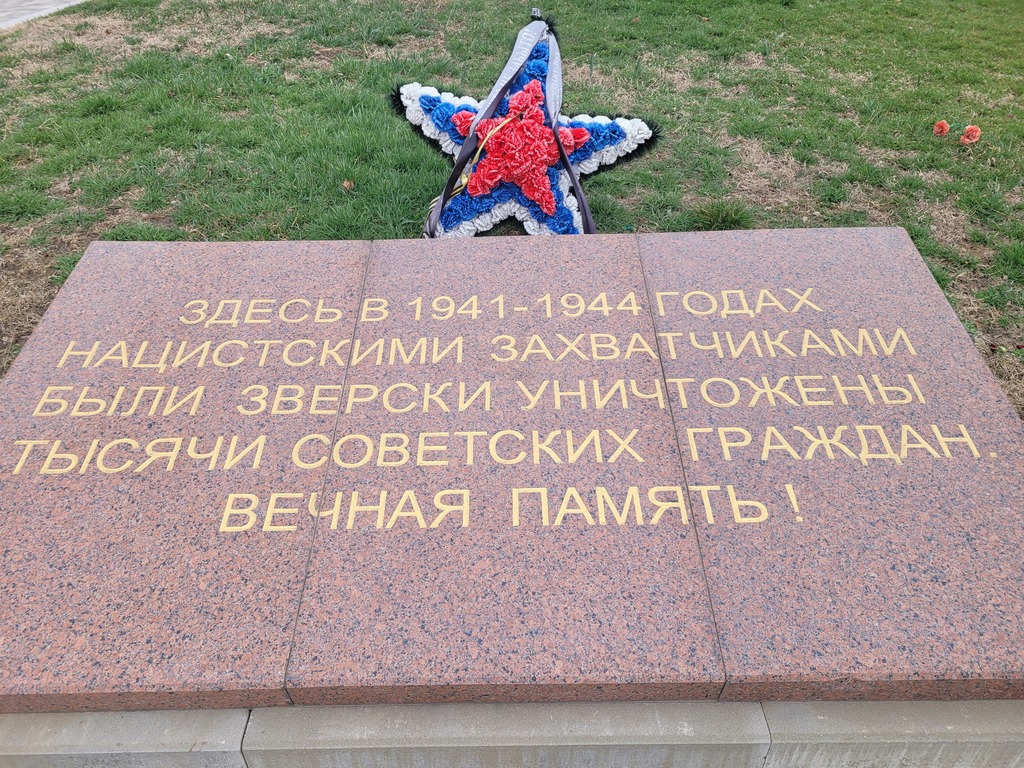 ЗДЕСЬ В 1941-1944 ГОДАХ
НАЦИСТСКИМИ ЗАХВАТЧИКАМИ
БЫЛИ ЗВЕРСКИ УНИЧТОЖЕНЫ
ТЫСЯЧИ СОВЕТСКИХ ГРАЖДАН.
ВЕЧНАЯ ПАМЯТЬ!